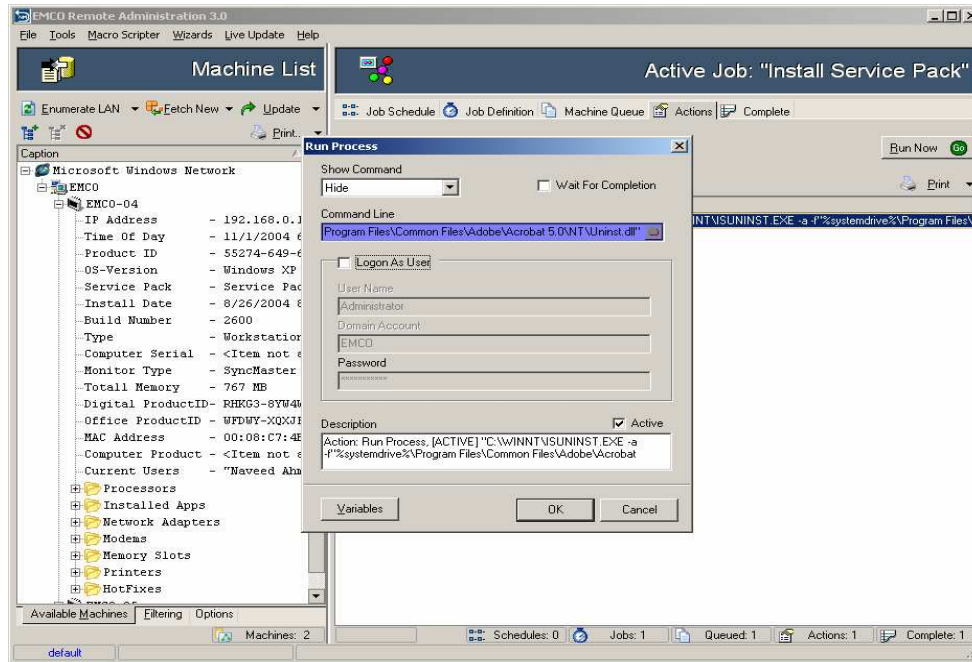 EMCO Remote Administration 3.0
File Tools Macro Scripter Wizards Live Update Help
Machine List
Active Job: "Install Service Pack"
Enumerate LAN Fetch New Update
Job Schedule Job Definition Machine Queue Actions Complete
Print..
Run Now Go
Print
Caption
Microsoft Windows Network
EMCO
EMCO-04
IP Address - 192.168.0.1
Time Of Day - 11/1/2004 6
Product ID - 55274-649-6
OS-Version - Windows XP
Service Pack - Service Pac
Install Date - 8/26/2004 8
Build Number - 2600
Type - Workstation
Computer Serial - <Item not
Monitor Type - SyncMaster
Totall Memory - 767 MB
Digital ProductID- RHKG3-8YW4W
Office ProductID - WFDWY-XQXJF
MAC Address - 00:08:C7:4E
Computer Product - <Item not
Current Users - "Naveed Ahm
Processors
Installed Apps
Network Adapters
Modems
Memory Slots
Printers
HotFixes
Available Machines Filtering Options
Machines: 2
default
NT\ISUNINST.EXE -a -f"%systemdrive%\Program Files\
Run Process
Show Command
Hide
Wait For Completion
Command Line
Program Files\Common Files\Adobe\Acrobat 5.0\NT\Uninst.dll"
Logon As User
User Name
Administrator
Domain Account
EMCO
Password
Description
Active
Action: Run Process, [ACTIVE] "C:\WINNT\ISUNINST.EXE -a
-f"%systemdrive%\Program Files\Common Files\Adobe\Acrobat
Variables OK Cancel
Schedules: 0 Jobs: 1 Queued: 1 Actions: 1 Complete: 1